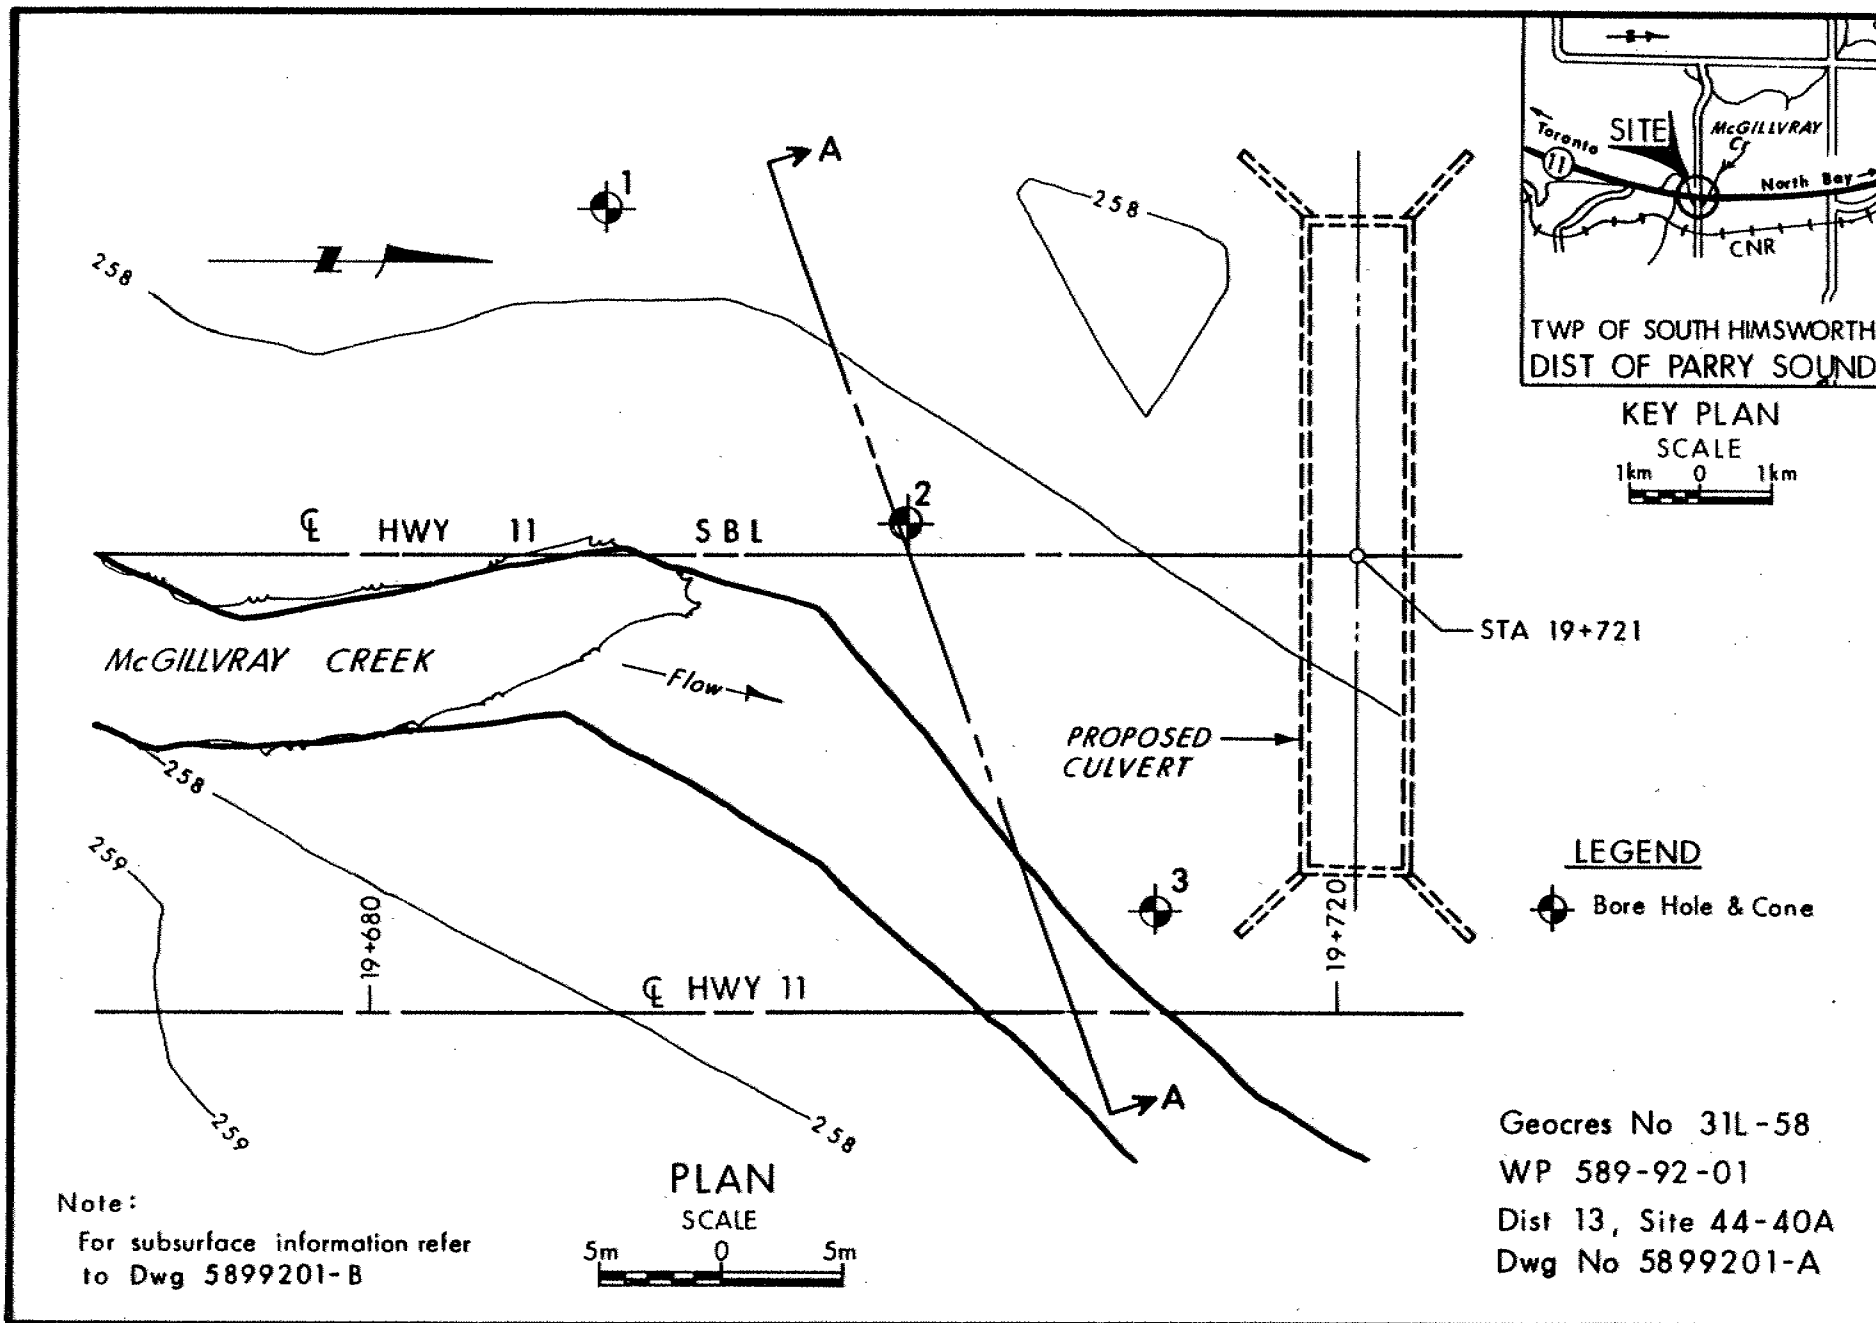 A
1
258
258
2
℄ HWY 11 SBL
McGILLVRAY CREEK
Flow
STA 19+721
PROPOSED
CULVERT
258
259
19+680
3
19+720
℄ HWY 11
259
258
A
Toronto
11
SITE
McGILLVRAY
Cr
North Bay
CNR
TWP OF SOUTH HIMSWORTH
DIST OF PARRY SOUND
KEY PLAN
SCALE
1km 0 1km
LEGEND
Bore Hole & Cone
Note:
For subsurface information refer
to Dwg 5899201-B
PLAN
SCALE
5m 0 5m
Geocres No 31L-58
WP 589-92-01
Dist 13, Site 44-40A
Dwg No 5899201-A